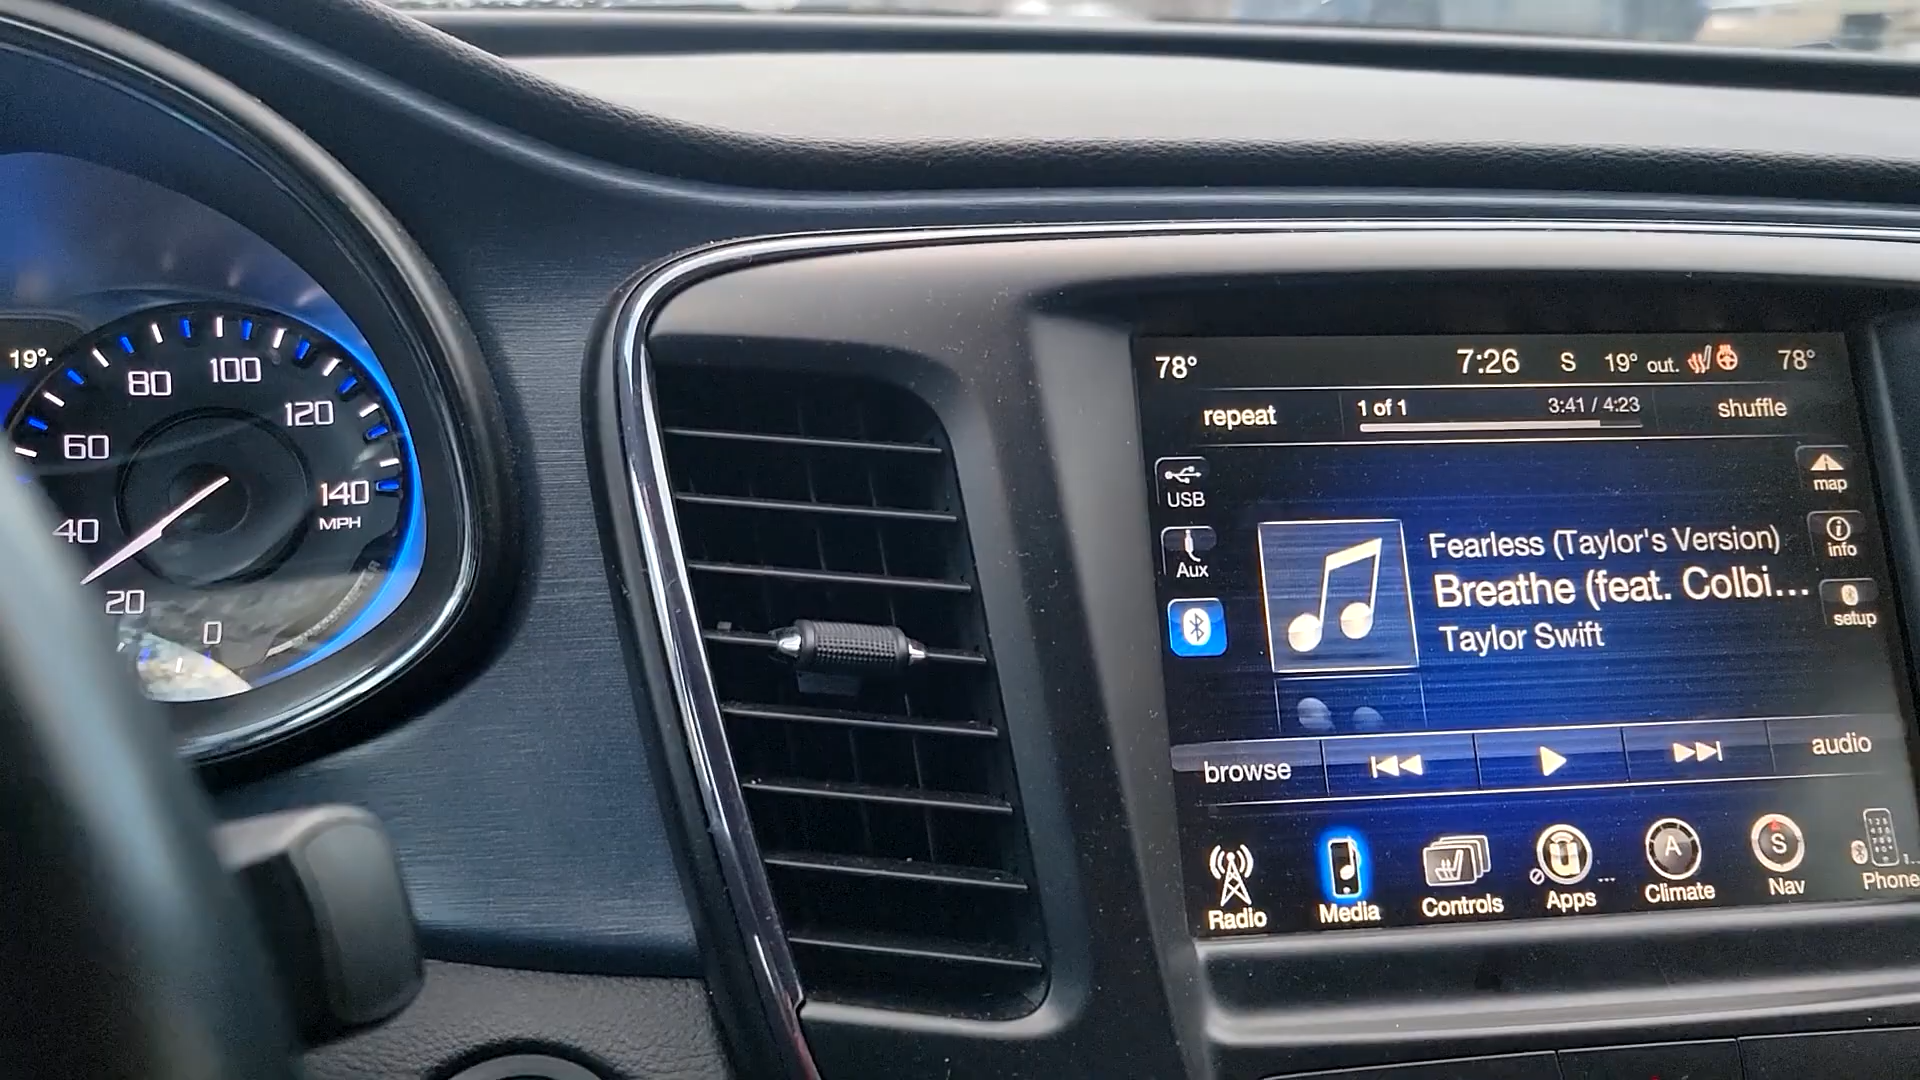 19°
80
100
120
60
140
MPH
40
20
0
78°
7:26
S
19° out.
78°
repeat
1 of 1
3:41 / 4:23
shuffle
USB
Aux
map
info
setup
Fearless (Taylor's Version)
Breathe (feat. Colbi...
Taylor Swift
browse
audio
Radio
Media
Controls
Apps
...
A
Climate
S
Nav
Phone